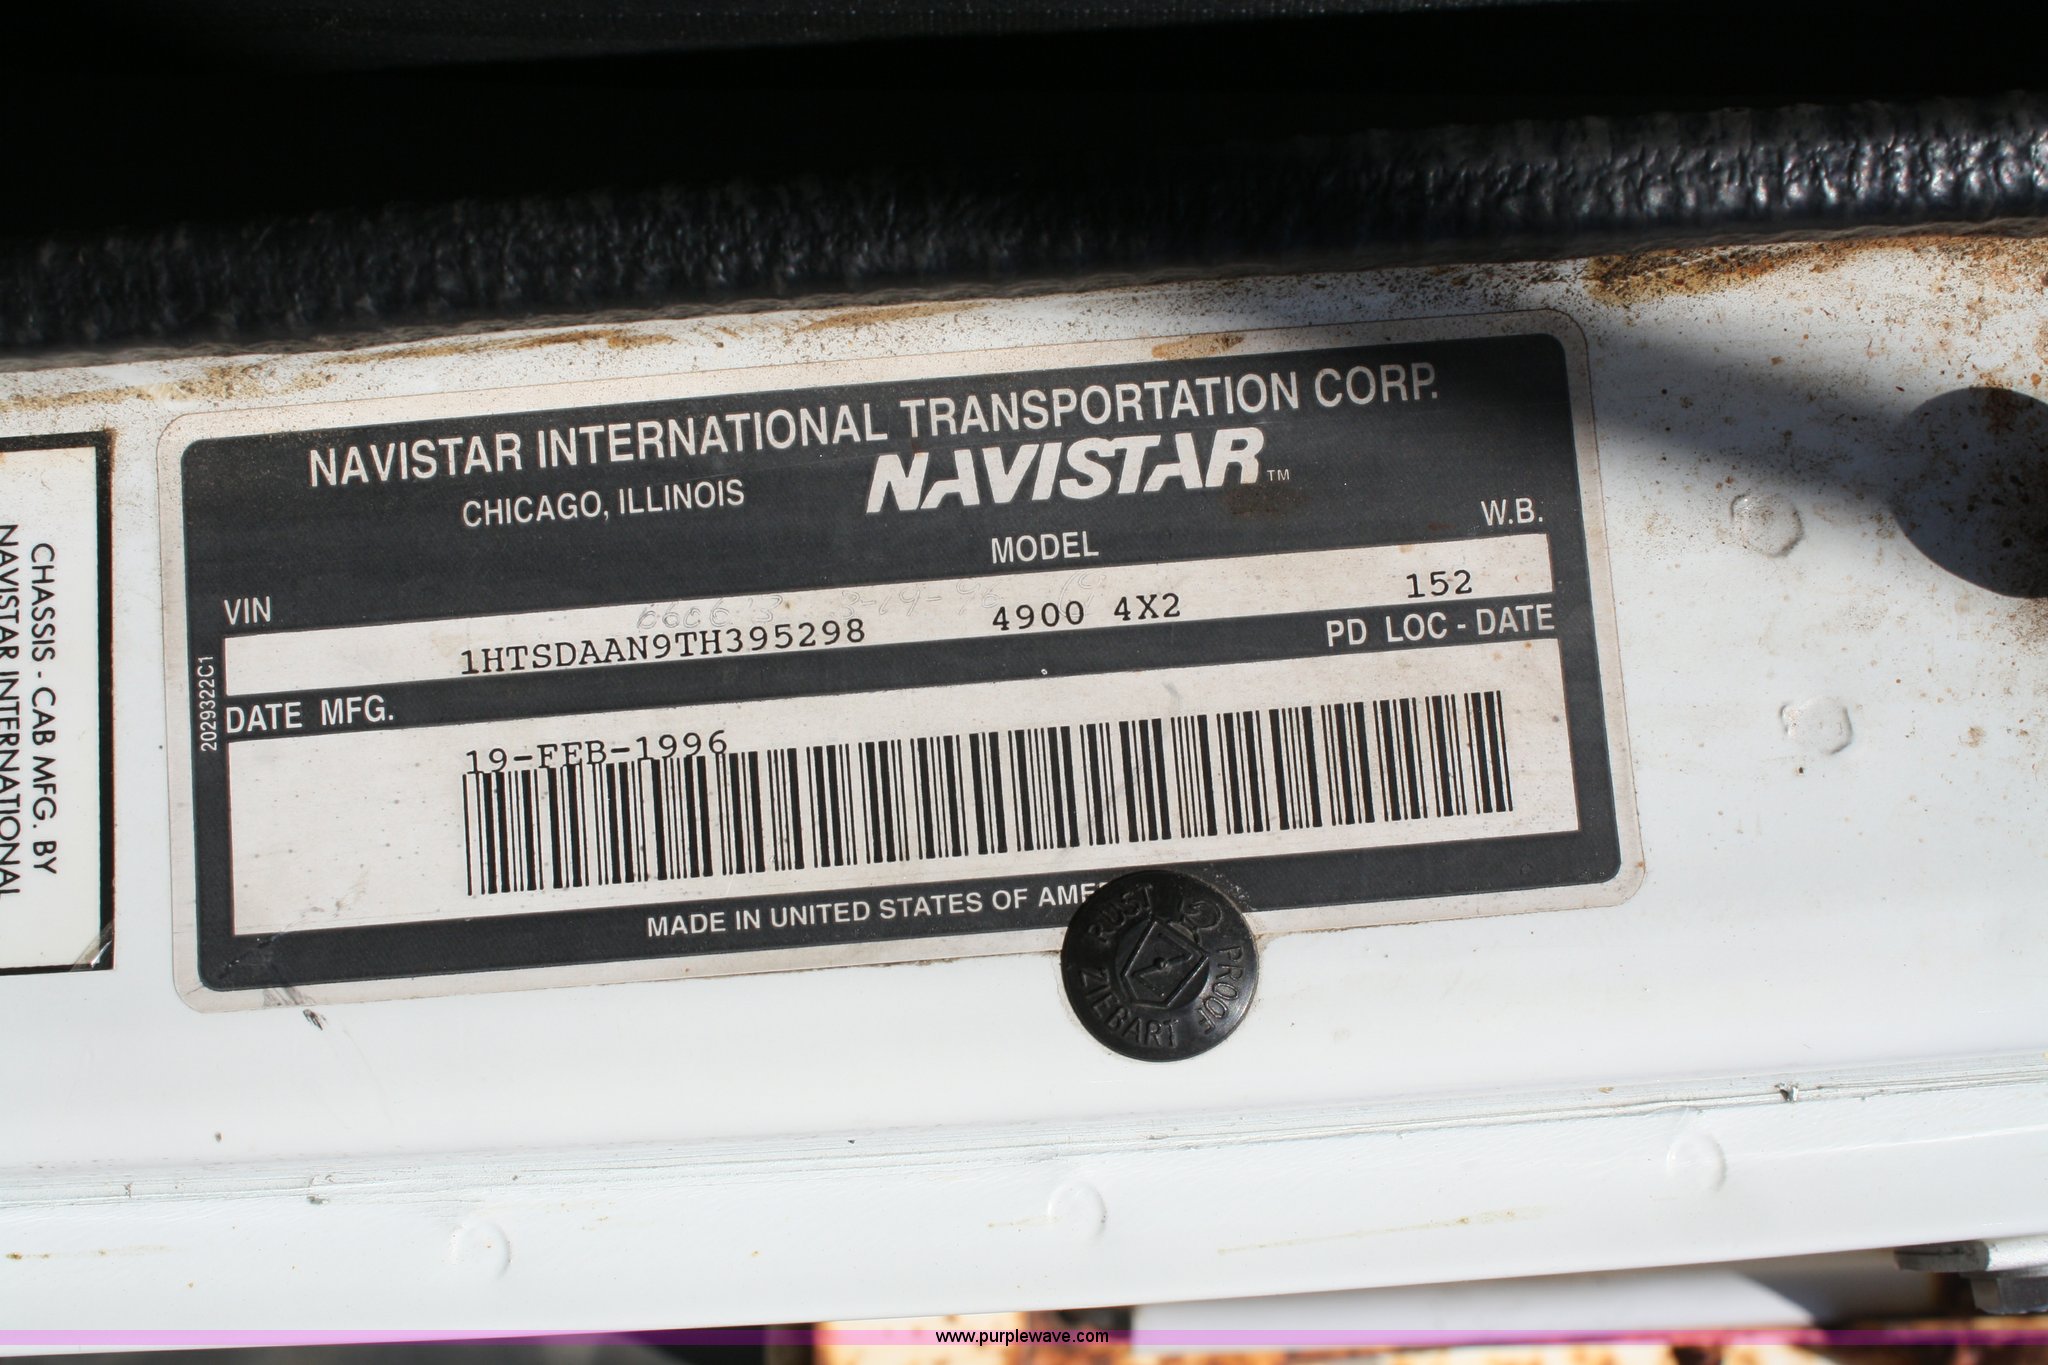 NAVISTAR INTERNATIONAL TRANSPORTATION CORP.
CHICAGO, ILLINOIS
NAVISTAR™
VIN
MODEL
W.B.
1HTSDAAN9TH395298
4900 4X2
152
DATE MFG.
PD LOC - DATE
19-FEB-1996
MADE IN UNITED STATES OF
2029322C1
CHASSIS - CAB MFG. BY
NAVISTAR INTERNATIONAL
RUST PROOF
ZIEBART
www.purplewave.com